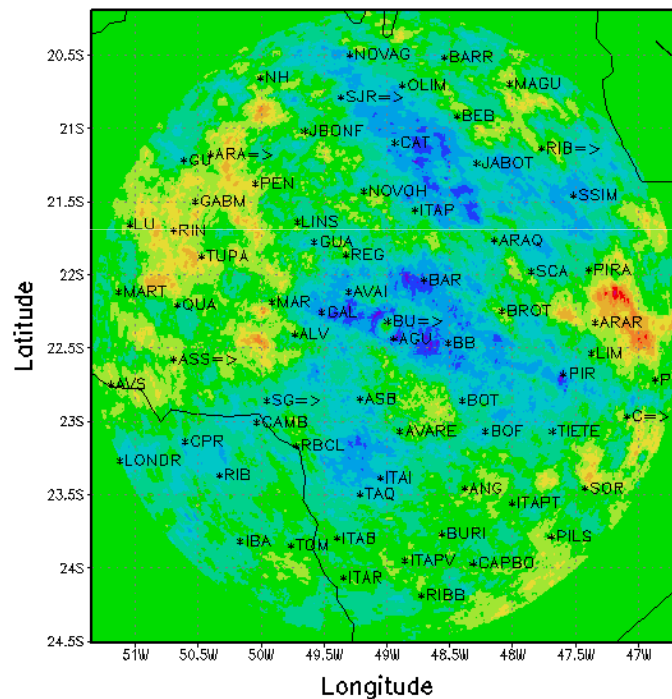 20.5S
*NOVAG
*BARR
*NH
*OLIM
*MAGU
*SJR=>
*BEB
21S
*JBONF
*CAT
*RIB=>
*GU
*ARA=>
*JABOT
*PEN
*NOVOH
*SSIM
21.5S
*GABM
*ITAP
*LU
*RIN
*LINS
*GUA
*ARAQ
*TUPA
*REG
22S
*SCA
*PIRA
*BAR
*MART
*AVAI
*QUA
*MAR
*GAL
*BROT
*BU=>
*ARAR
*ALV
*AGU
*BB
22.5S
*ASS=>
*LIM
*PIR
*AVS
*P
*SG=>
*ASB
*BOT
23S
*CAMB
*C=>
*AVARE
*BOF
*TIETE
*CPR
*RBCL
*LONDR
*RIB
*ITAI
23.5S
*TAQ
*ANG
*SOR
*ITAPT
*IBA
*TOM
*ITAB
*BURI
*PILS
24S
*ITAPV
*CAPBO
*ITAR
*RIBB
24.5S
51W 50.5W 50W 49.5W 49W 48.5W 48W 47.5W 47W
Latitude
Longitude